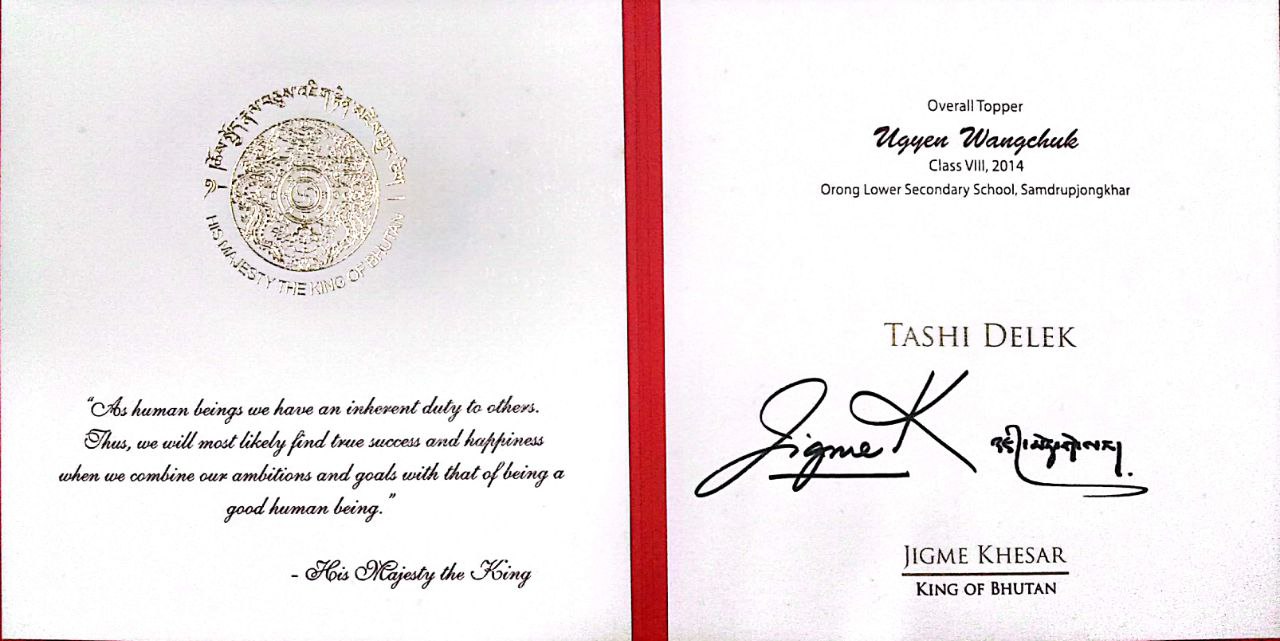 HIS MAJESTY THE KING OF BHUTAN
“As human beings we have an inherent duty to others.
Thus, we will most likely find true success and happiness
when we combine our ambitions and goals with that of being a
good human being.”
- His Majesty the King
Overall Topper
Ugyen Wangchuk
Class VIII, 2014
Orong Lower Secondary School, Samdrupjongkhar
TASHI DELEK
Jigme K
JIGME KHESAR
KING OF BHUTAN